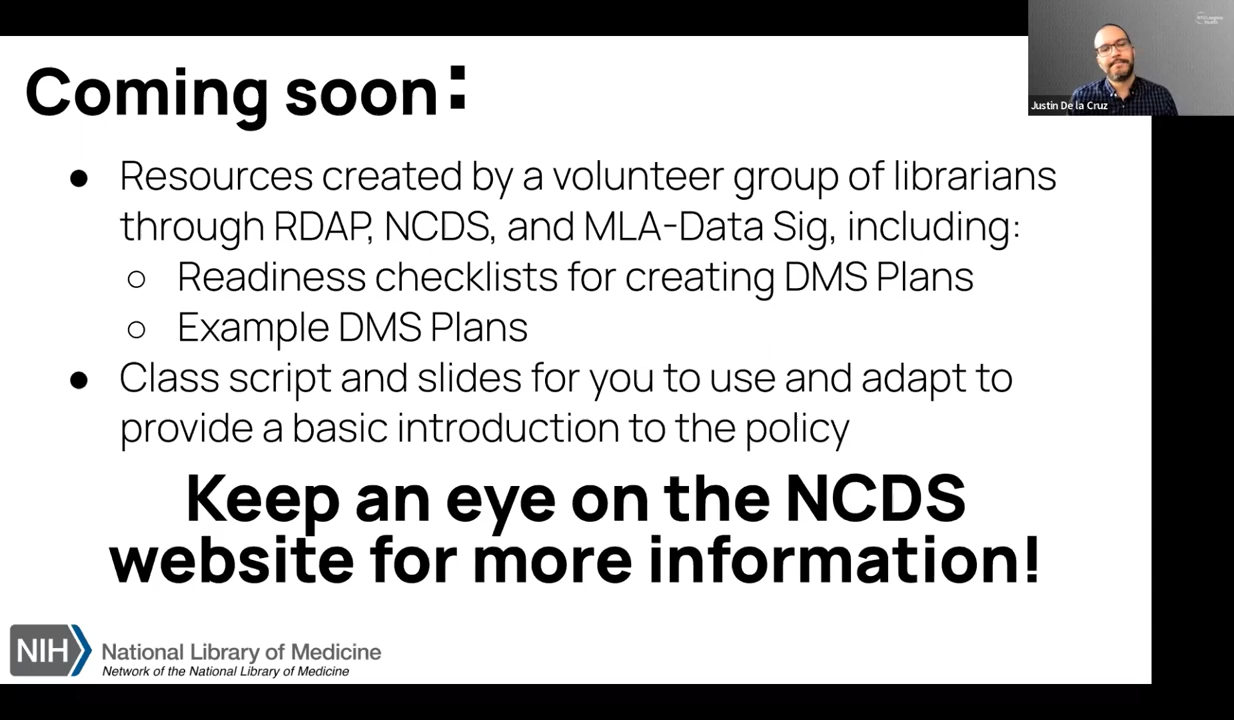 Coming soon:
● Resources created by a volunteer group of librarians
through RDAP, NCDS, and MLA-Data Sig, including:
○ Readiness checklists for creating DMS Plans
○ Example DMS Plans
● Class script and slides for you to use and adapt to
provide a basic introduction to the policy
Keep an eye on the NCDS
website for more information!
NIH National Library of Medicine
Network of the National Library of Medicine
Justin De la Cruz